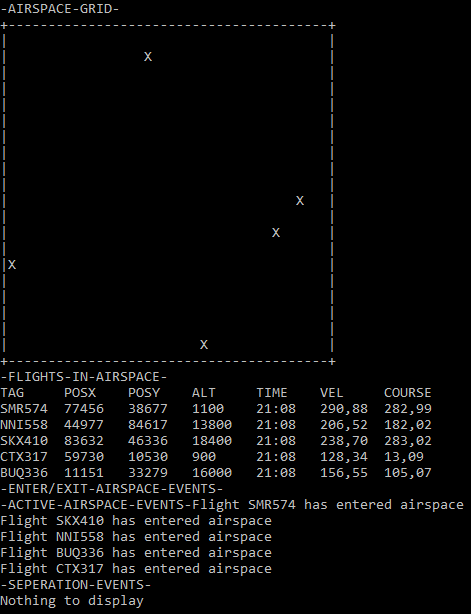 -AIRSPACE-GRID-
+----------------------------------------+
|                                        |
|                 X                      |
|                                        |
|                                        |
|                                        |
|                                        |
|                                        |
|                                        |
|                                        |
|                                        |
|                                    X   |
|                                        |
|                                 X      |
|                                        |
|X                                       |
|                                        |
|                                        |
|                                        |
|                                        |
|                        X               |
+----------------------------------------+
-FLIGHTS-IN-AIRSPACE-
TAG     POSX    POSY    ALT     TIME    VEL     COURSE
SMR574  77456   38677   1100    21:08   290,88  282,99
NNI558  44977   84617   13800   21:08   206,52  182,02
SKX410  83632   46336   18400   21:08   238,70  283,02
CTX317  59730   10530   900     21:08   128,34  13,09
BUQ336  11151   33279   16000   21:08   156,55  105,07
-ENTER/EXIT-AIRSPACE-EVENTS-
-ACTIVE-AIRSPACE-EVENTS-Flight SMR574 has entered airspace
Flight SKX410 has entered airspace
Flight NNI558 has entered airspace
Flight BUQ336 has entered airspace
Flight CTX317 has entered airspace
-SEPERATION-EVENTS-
Nothing to display